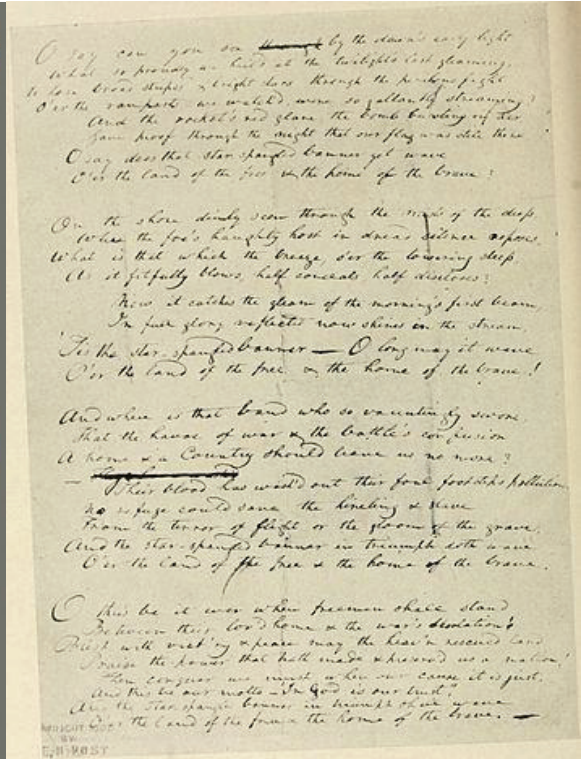 O say can you see ~~through~~ by the dawn's early light
What so proudly we hail'd at the twilight's last gleaming,
Whose broad stripes & bright stars through the perilous fight
O'er the ramparts we watch'd, were so gallantly streaming?
And the rocket's red glare, the bomb bursting in air
Gave proof through the night that our flag was still there
O say does that star-spangled banner yet wave
O'er the land of the free & the home of the brave?
On the shore dimly seen through the mists of the deep,
Where the foe's haughty host in dread silence reposes,
What is that which the breeze, o'er the towering steep,
As it fitfully blows, half conceals half discloses?
Now it catches the gleam of the morning's first beam,
In full glory reflected now shines in the stream,
'Tis the star-spangled banner — O long may it wave
O'er the land of the free & the home of the brave!
And where is that band who so vauntingly swore
That the havoc of war & the battle's confusion
A home & a Country should leave us no more?
—
Their blood has wash'd out their foul footsteps pollution.
No refuge could save the hireling & slave
From the terror of flight or the gloom of the grave,
And the star-spangled banner in triumph doth wave
O'er the land of the free & the home of the brave.
O thus be it ever when freemen shall stand
Between their lov'd home & the war's desolation!
Blest with vict'ry & peace may the heav'n rescued land
Praise the power that hath made & preserv'd us a nation!
Then conquer we must, when our cause it is just,
And this be our motto — "In God is our trust,"
And the star-spangled banner in triumph shall wave
O'er the land of the free & the home of the brave. —
BY